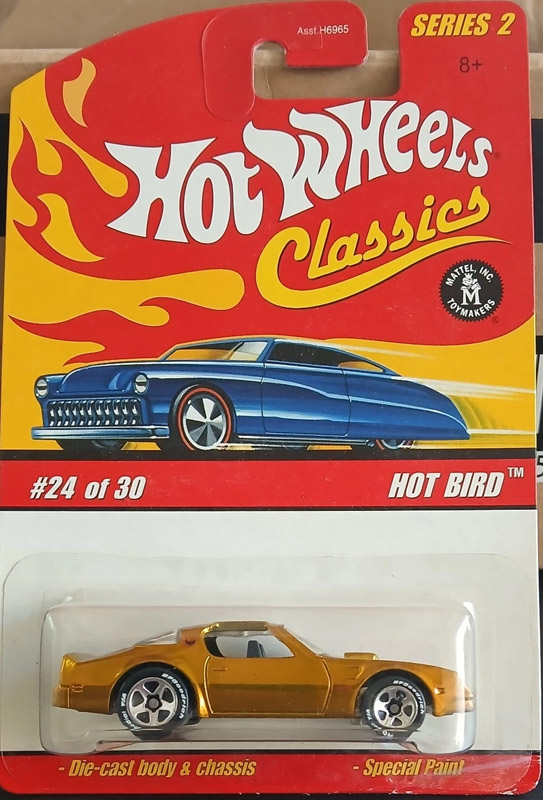 Asst.H6965
SERIES 2
8+
Hot Wheels®
Classics
MATTEL, INC.
M
TOYMAKERS ®
#24 of 30
HOT BIRD™
- Die-cast body & chassis
- Special Paint